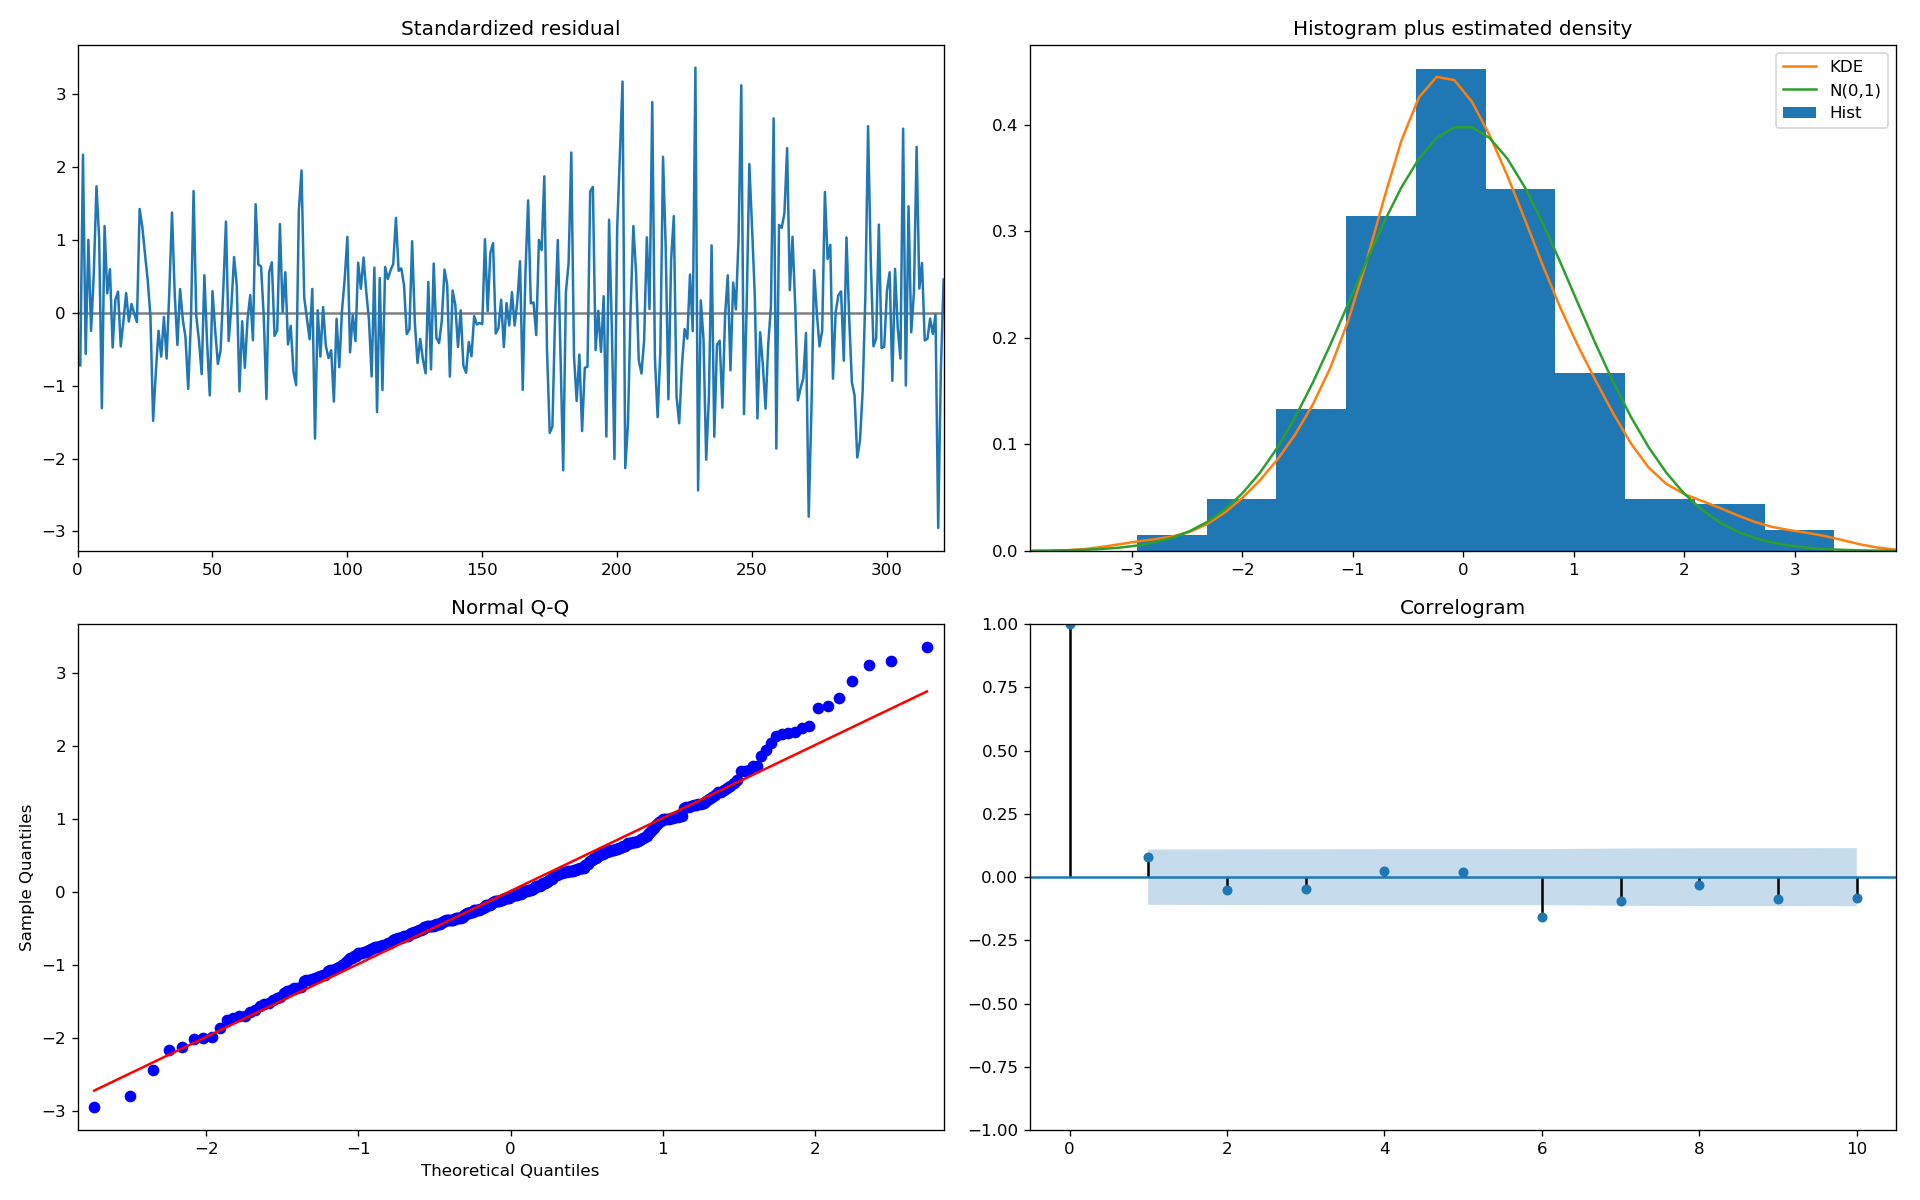 Standardized residual
3
2
1
0
−1
−2
−3
0 50 100 150 200 250 300
Histogram plus estimated density
KDE
N(0,1)
Hist
0.4
0.3
0.2
0.1
0.0
−3 −2 −1 0 1 2 3
Normal Q-Q
Sample Quantiles
3
2
1
0
−1
−2
−3
−2 −1 0 1 2
Theoretical Quantiles
Correlogram
1.00
0.75
0.50
0.25
0.00
−0.25
−0.50
−0.75
−1.00
0 2 4 6 8 10